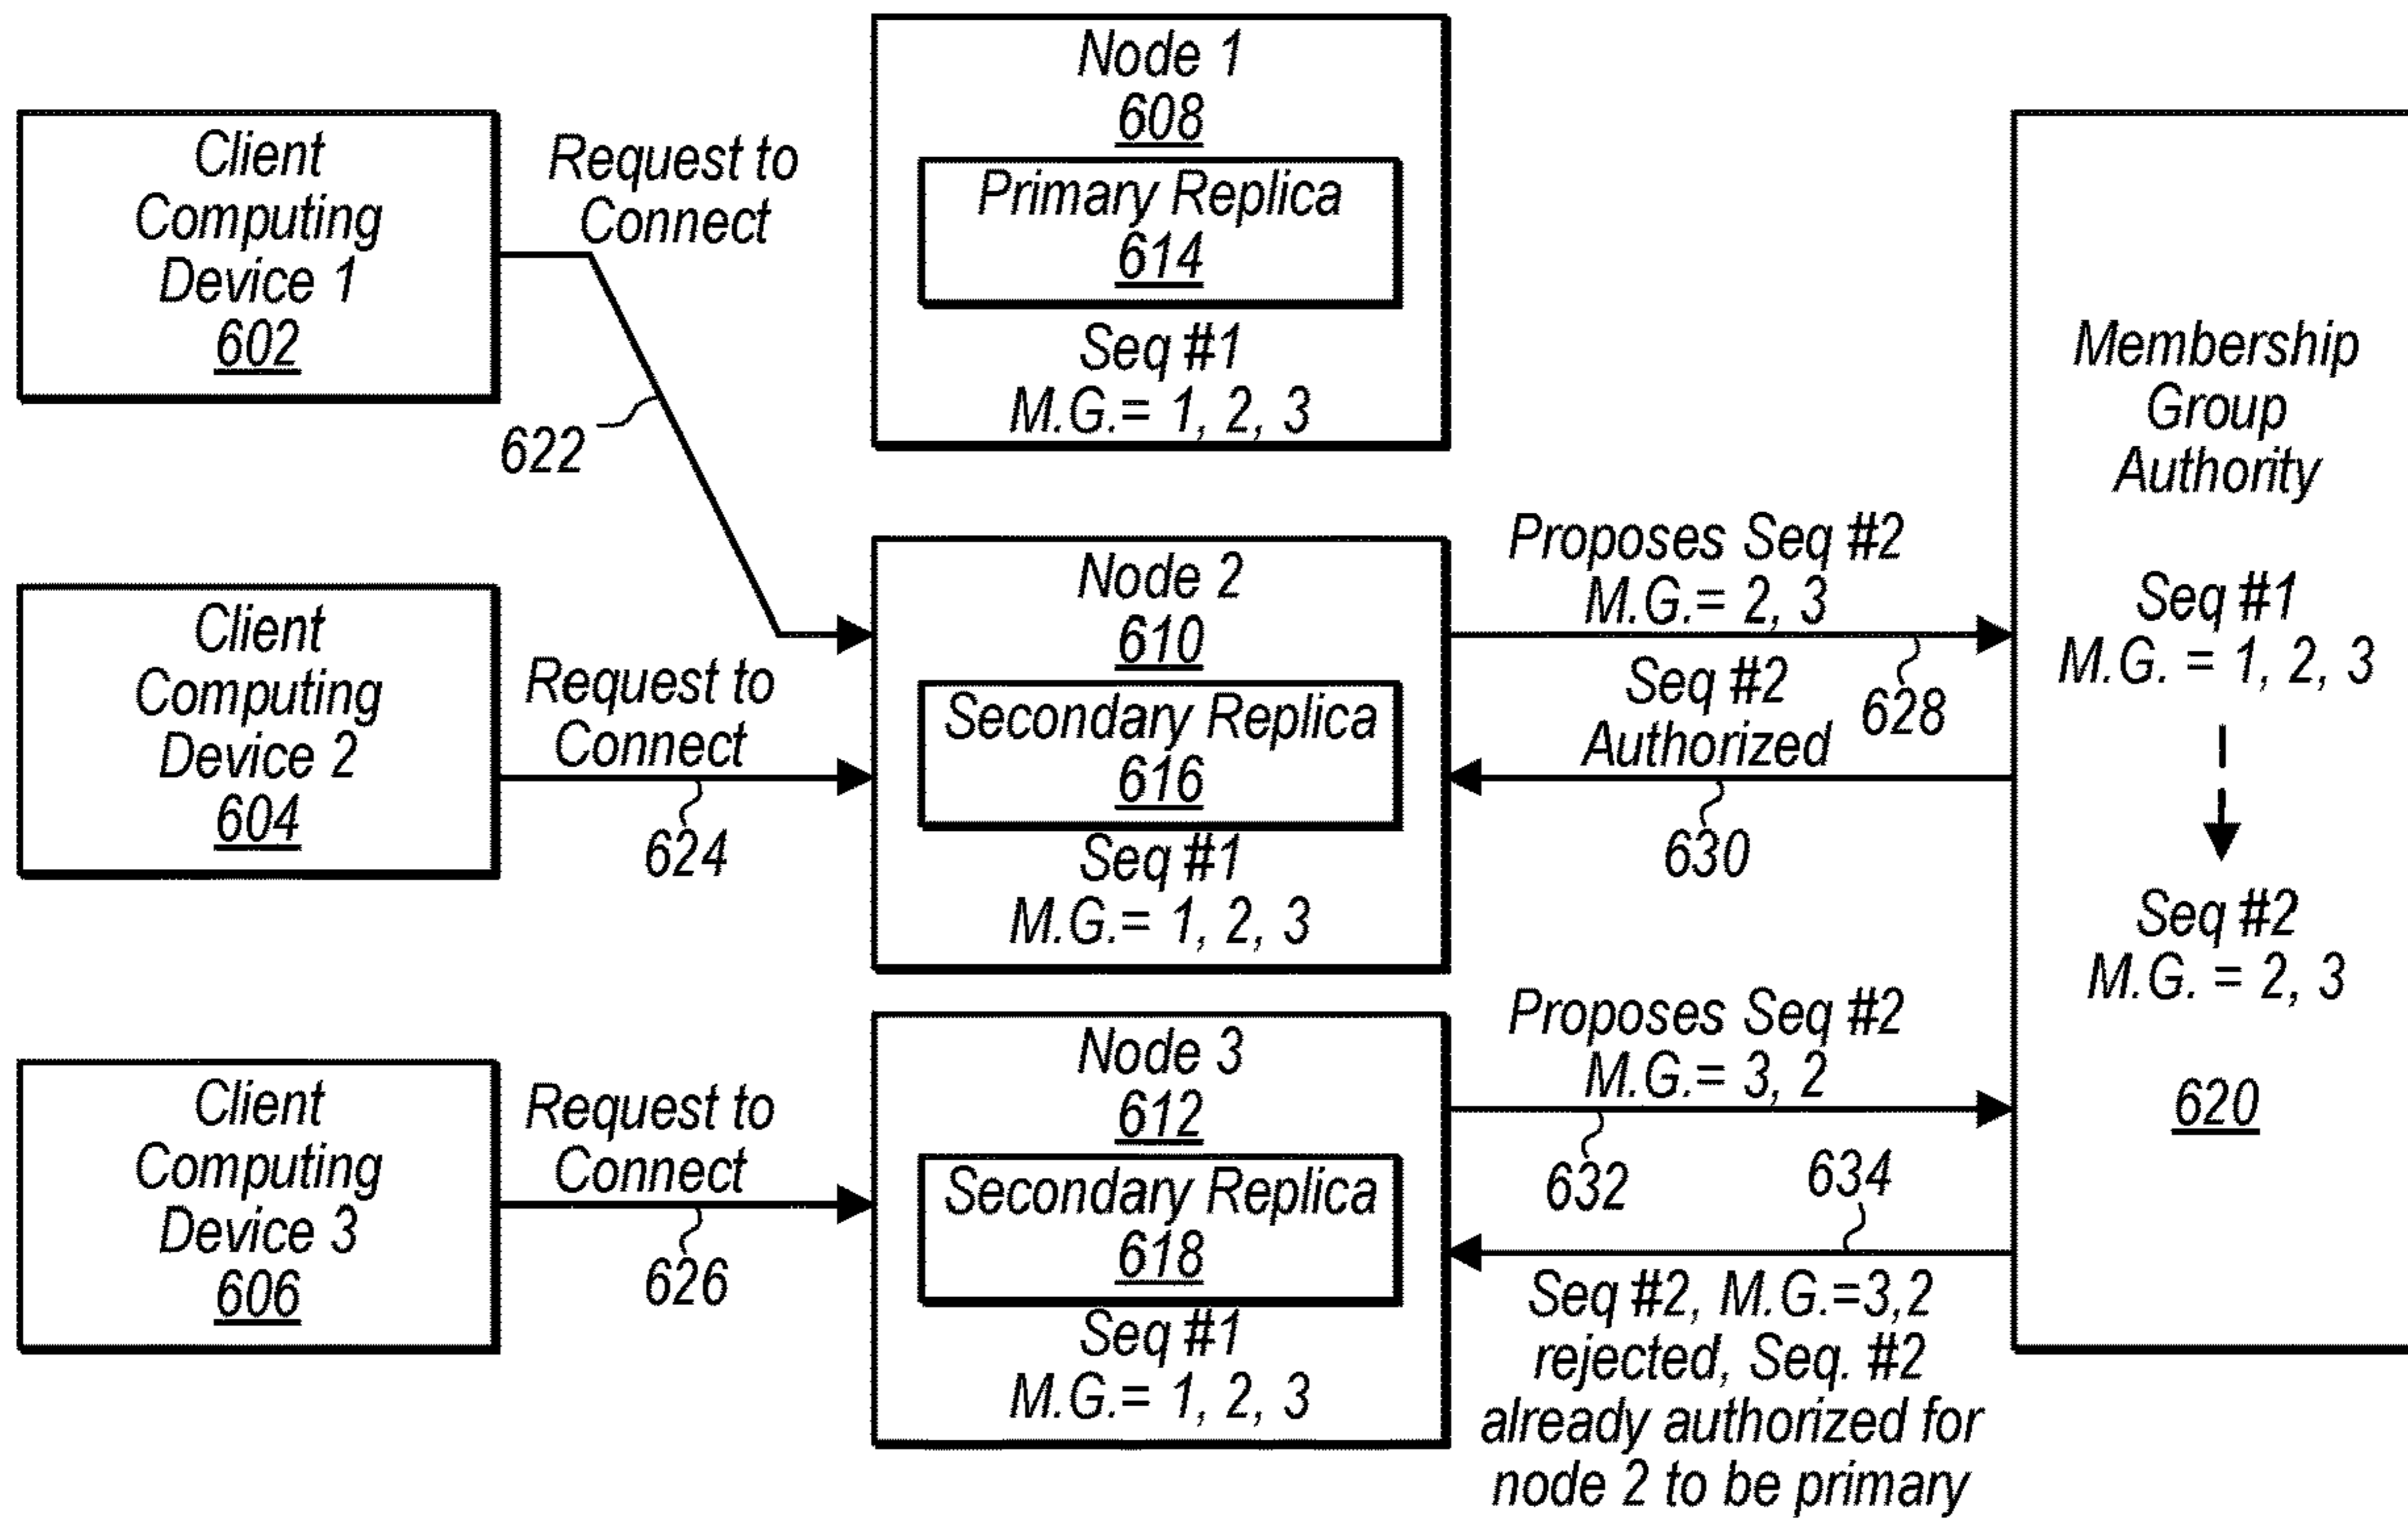 Client
Computing
Device 1
602
Request to
Connect
622
Node 1
608
Primary Replica
614
Seq #1
M.G.= 1, 2, 3
Client
Computing
Device 2
604
Request to
Connect
624
Node 2
610
Secondary Replica
616
Seq #1
M.G.= 1, 2, 3
Proposes Seq #2
M.G.= 2, 3
628
Seq #2
Authorized
630
Client
Computing
Device 3
606
Request to
Connect
626
Node 3
612
Secondary Replica
618
Seq #1
M.G.= 1, 2, 3
Proposes Seq #2
M.G.= 3, 2
632
634
Seq #2, M.G.=3,2
rejected, Seq. #2
already authorized for
node 2 to be primary
Membership
Group
Authority
Seq #1
M.G. = 1, 2, 3
Seq #2
M.G. = 2, 3
620